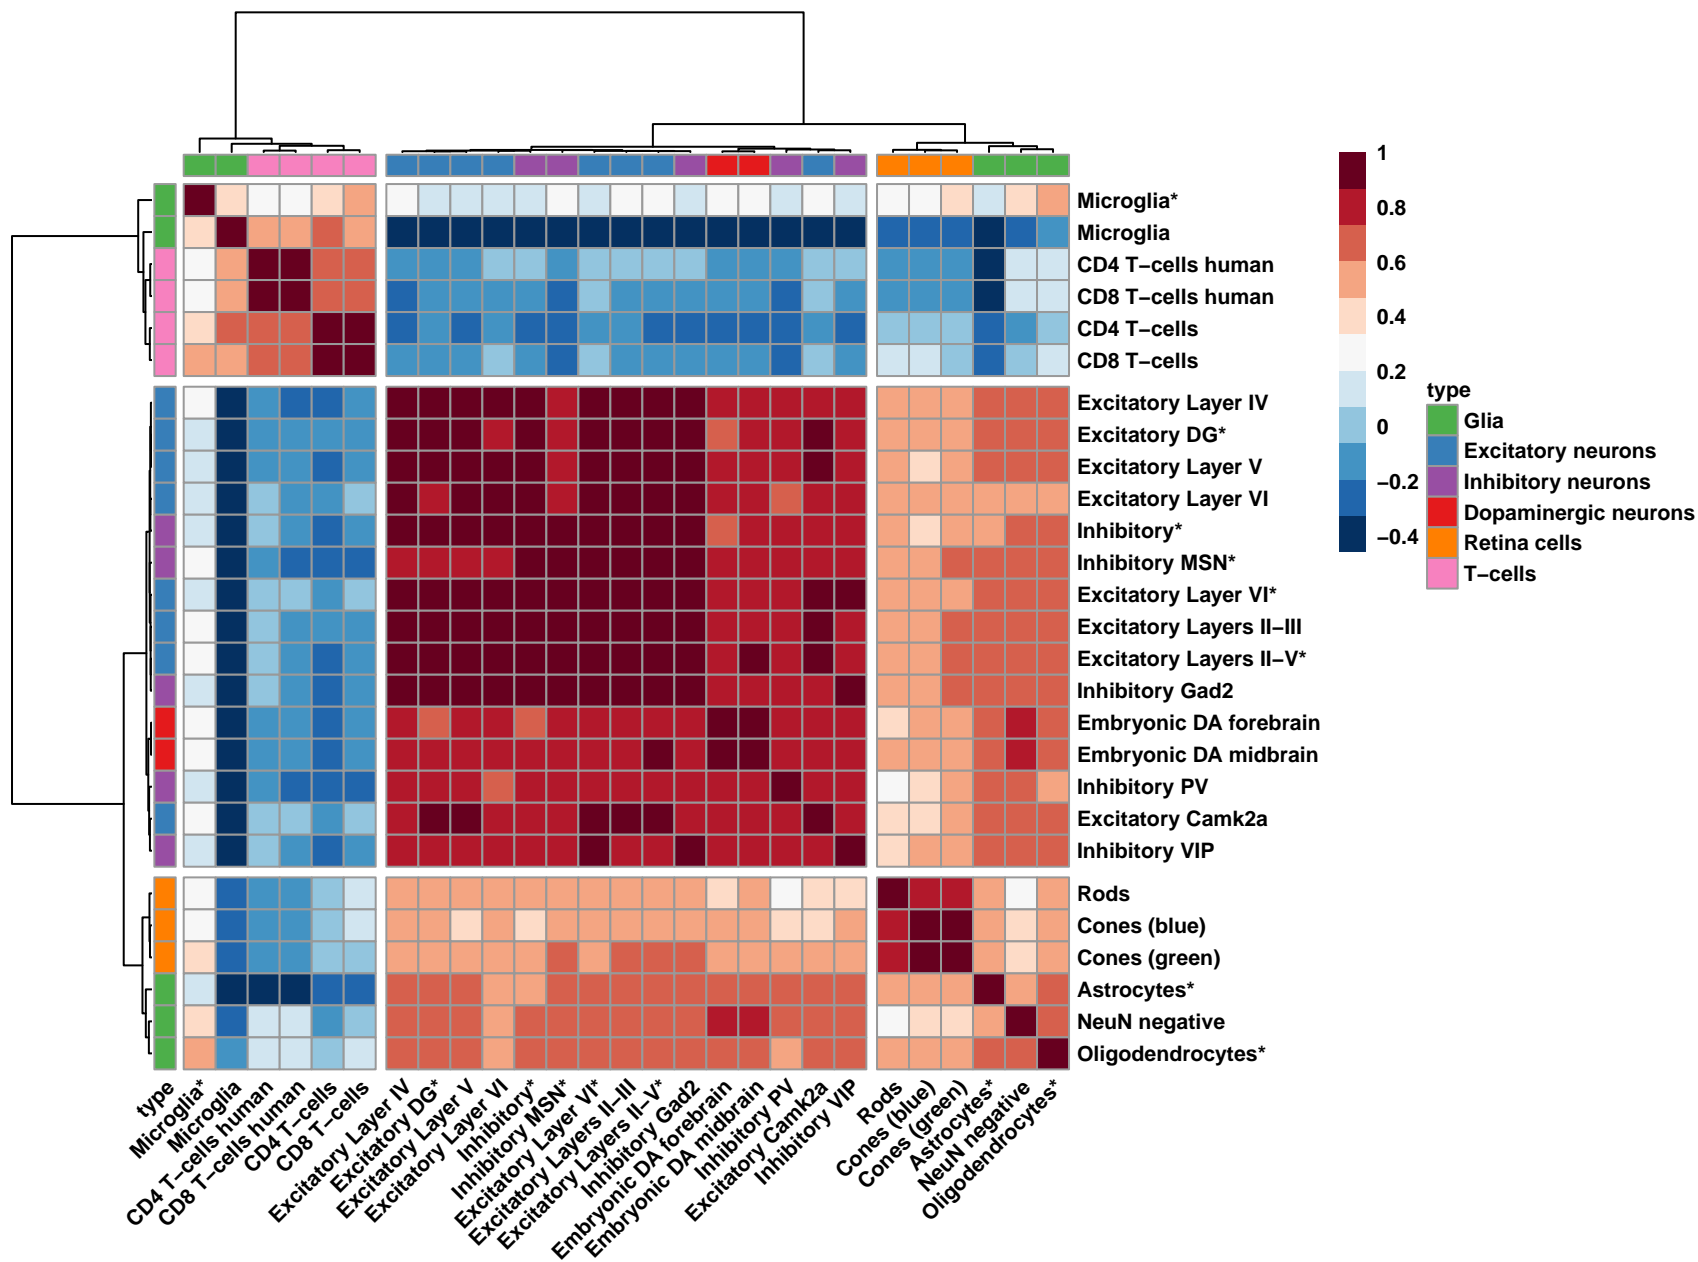 Microglia*
Microglia
CD4 T−cells human
CD8 T−cells human
CD4 T−cells
CD8 T−cells
Excitatory Layer IV
Excitatory DG*
Excitatory Layer V
Excitatory Layer VI
Inhibitory*
Inhibitory MSN*
Excitatory Layer VI*
Excitatory Layers II−III
Excitatory Layers II−V*
Inhibitory Gad2
Embryonic DA forebrain
Embryonic DA midbrain
Inhibitory PV
Excitatory Camk2a
Inhibitory VIP
Rods
Cones (blue)
Cones (green)
Astrocytes*
NeuN negative
Oligodendrocytes*
1
0.8
0.6
0.4
0.2
0
−0.2
−0.4
type
Glia
Excitatory neurons
Inhibitory neurons
Dopaminergic neurons
Retina cells
T−cells
type
Microglia*
Microglia
CD4 T−cells human
CD8 T−cells human
CD4 T−cells
CD8 T−cells
Excitatory Layer IV
Excitatory DG*
Excitatory Layer V
Excitatory Layer VI
Inhibitory*
Inhibitory MSN*
Excitatory Layer VI*
Excitatory Layers II−III
Excitatory Layers II−V*
Inhibitory Gad2
Embryonic DA forebrain
Embryonic DA midbrain
Inhibitory PV
Excitatory Camk2a
Inhibitory VIP
Rods
Cones (blue)
Cones (green)
Astrocytes*
NeuN negative
Oligodendrocytes*